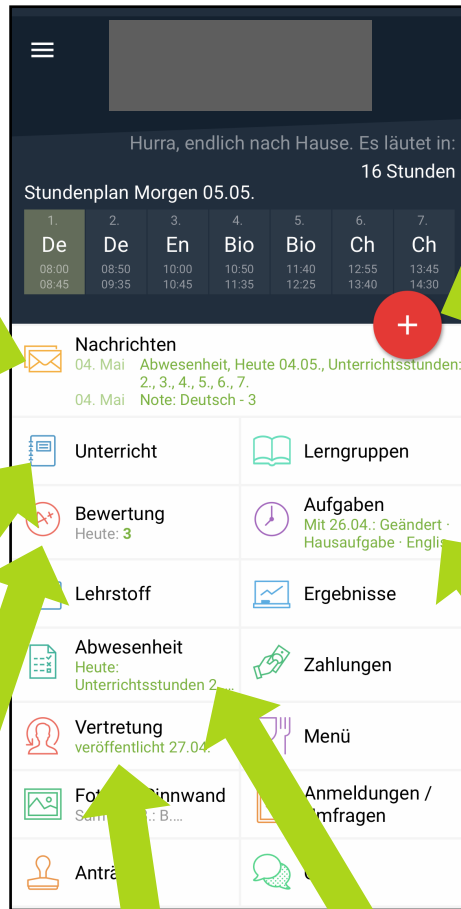 Hurra, endlich nach Hause. Es läutet in:
16 Stunden
Stundenplan Morgen 05.05.
1. 2. 3. 4. 5. 6. 7.
De De En Bio Bio Ch Ch
08:00 08:50 10:00 10:50 11:40 12:55 13:45
08:45 09:35 10:45 11:35 12:25 13:40 14:30
+
Nachrichten
04. Mai Abwesenheit, Heute 04.05., Unterrichtsstunden:
2., 3., 4., 5., 6., 7.
04. Mai Note: Deutsch - 3
Unterricht
Lerngruppen
A+
Bewertung
Heute: 3
Aufgaben
Mit 26.04.: Geändert ·
Hausaufgabe ·
Lehrstoff
Ergebnisse
Abwesenheit
Heute:
Unterrichtsstunden 2.
Zahlungen
Vertretung
veröffentlicht 27.04.
Menü
B....
Anmeldungen /